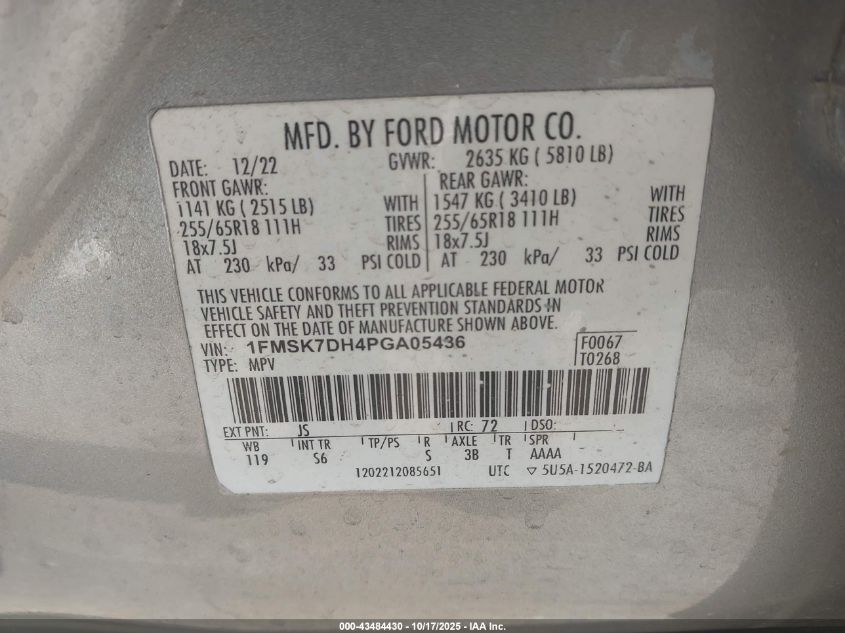 MFD. BY FORD MOTOR CO.
DATE: 12/22 GVWR: 2635 KG ( 5810 LB)
FRONT GAWR: REAR GAWR:
1141 KG ( 2515 LB) WITH 1547 KG ( 3410 LB) WITH
255/65R18 111H TIRES 255/65R18 111H TIRES
18x7.5J RIMS 18x7.5J RIMS
AT 230 kPa/ 33 PSI COLD AT 230 kPa/ 33 PSI COLD
THIS VEHICLE CONFORMS TO ALL APPLICABLE FEDERAL MOTOR
VEHICLE SAFETY AND THEFT PREVENTION STANDARDS IN
EFFECT ON THE DATE OF MANUFACTURE SHOWN ABOVE.
VIN: 1FMSK7DH4PGA05436 F0067
TYPE: MPV T0268
EXT PNT: JS RC: 72 DSO:
WB INT TR TP/PS R AXLE TR SPR
119 S6 S 3B T AAAA
1202212085651 UTC ▽ 5U5A-1520472-BA
000-43484430 - 10/17/2025 - IAA Inc.